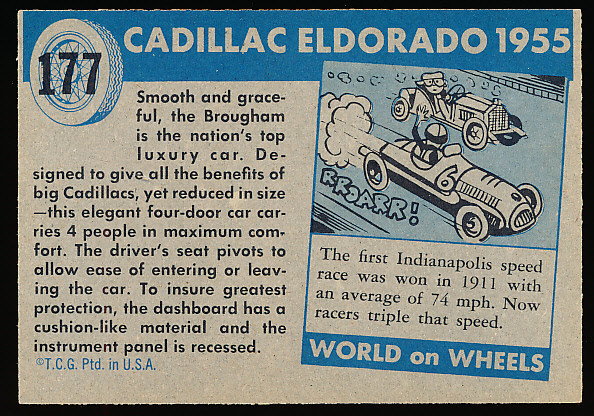 177
CADILLAC ELDORADO 1955
Smooth and grace-
ful, the Brougham
is the nation's top
luxury car. De-
signed to give all the benefits of
big Cadillacs, yet reduced in size
—this elegant four-door car car-
ries 4 people in maximum com-
fort. The driver's seat pivots to
allow ease of entering or leav-
ing the car. To insure greatest
protection, the dashboard has a
cushion-like material and the
instrument panel is recessed.
©T.C.G. Ptd. in U.S.A.
6
5
RROARR!
The first Indianapolis speed
race was won in 1911 with
an average of 74 mph. Now
racers triple that speed.
WORLD on WHEELS